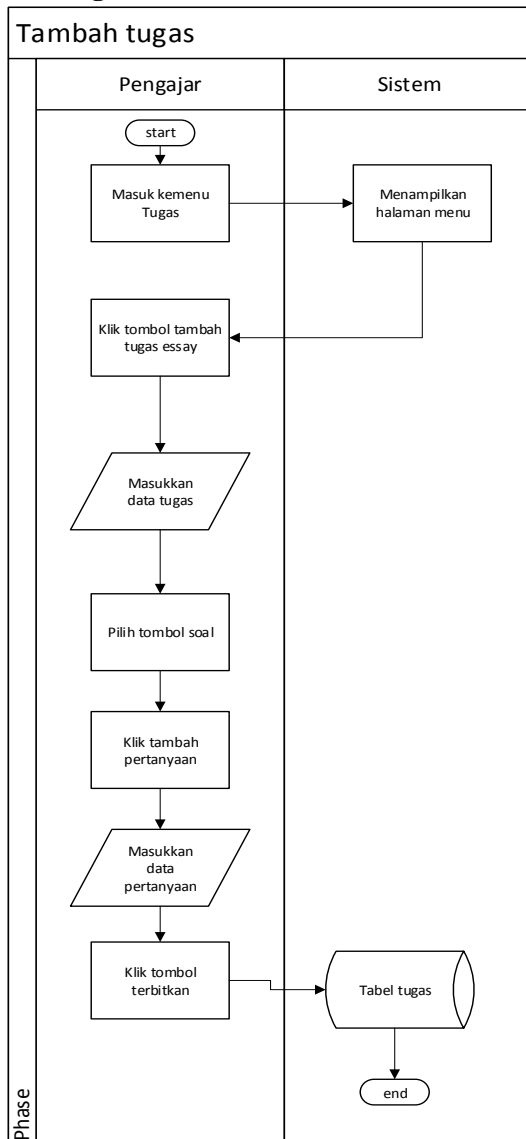 Tambah tugas
Pengajar
Sistem
start
Masuk kemenu
Tugas
Menampilkan
halaman menu
Klik tombol tambah
tugas essay
Masukkan
data tugas
Pilih tombol soal
Klik tambah
pertanyaan
Masukkan
data
pertanyaan
Klik tombol
terbitkan
Tabel tugas
end
Phase